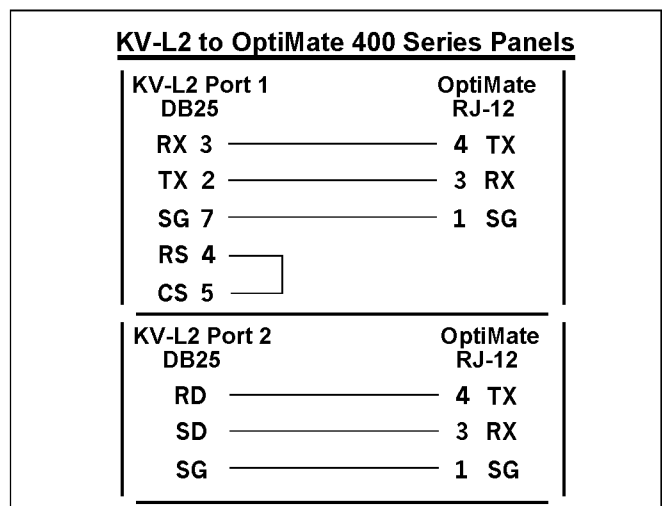 KV-L2 to OptiMate 400 Series Panels
KV-L2 Port 1 OptiMate
DB25 RJ-12
RX 3 4 TX
TX 2 3 RX
SG 7 1 SG
RS 4
CS 5
KV-L2 Port 2 OptiMate
DB25 RJ-12
RD 4 TX
SD 3 RX
SG 1 SG